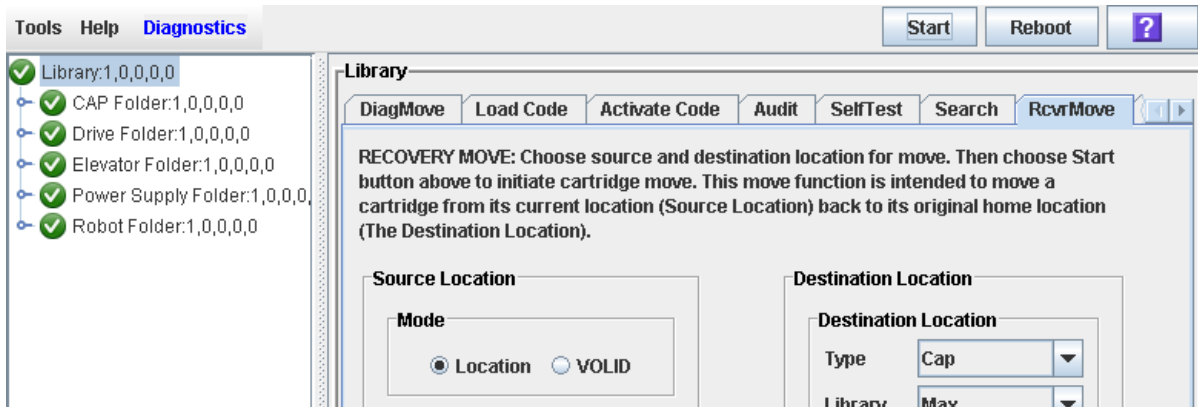 Tools Help Diagnostics Start Reboot ?
Library:1,0,0,0,0
CAP Folder:1,0,0,0,0
Drive Folder:1,0,0,0,0
Elevator Folder:1,0,0,0,0
Power Supply Folder:1,0,0,0,
Robot Folder:1,0,0,0,0
Library
DiagMove Load Code Activate Code Audit SelfTest Search RcvrMove
RECOVERY MOVE: Choose source and destination location for move. Then choose Start
button above to initiate cartridge move. This move function is intended to move a
cartridge from its current location (Source Location) back to its original home location
(The Destination Location).
Source Location
Mode
Location VOLID
Destination Location
Destination Location
Type Cap
Library Max